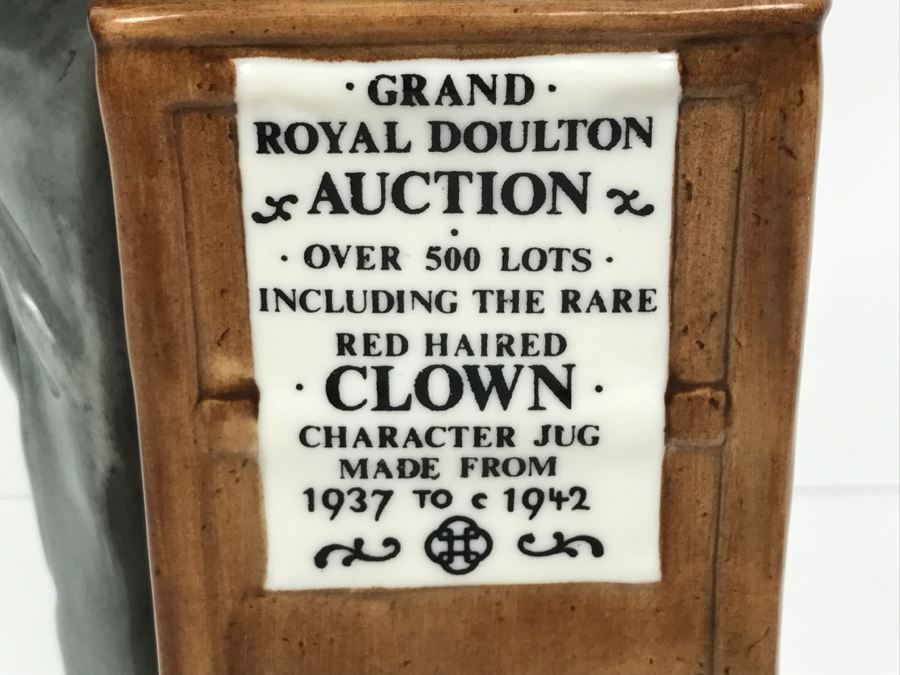 · GRAND ·
ROYAL DOULTON
AUCTION
· OVER 500 LOTS ·
INCLUDING THE RARE
RED HAIRED
· CLOWN ·
CHARACTER JUG
MADE FROM
1937 TO c 1942